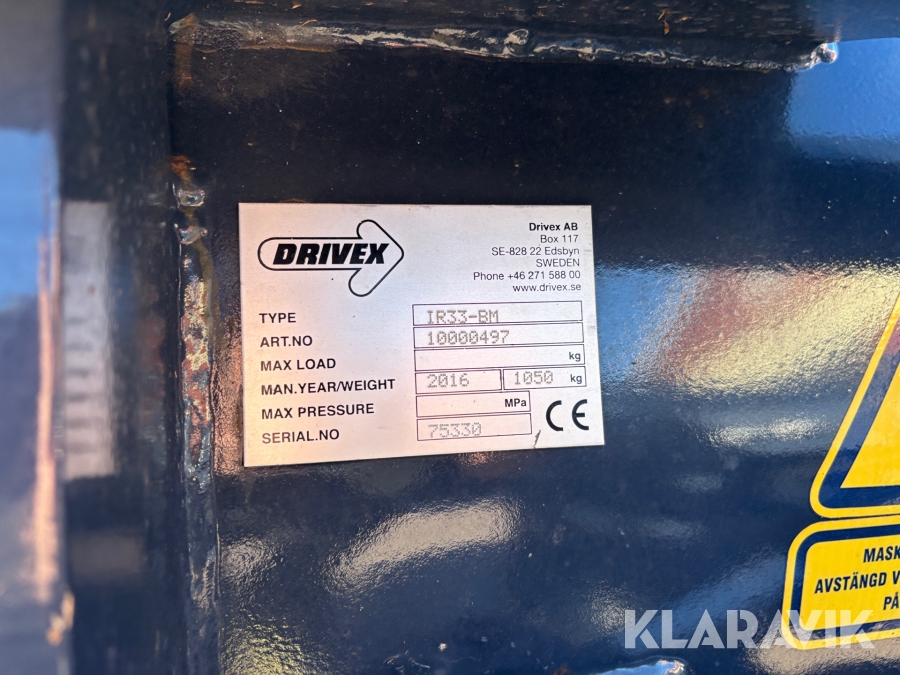 DRIVEX
Drivex AB
Box 117
SE-828 22 Edsbyn
SWEDEN
Phone +46 271 588 00
www.drivex.se
TYPE IR33-BM
ART.NO 10000497
MAX LOAD kg
MAN.YEAR/WEIGHT 2016 1050 kg
MAX PRESSURE MPa
SERIAL.NO 75330
CE
MASK
AVSTÄNGD V
PÅ
KLARAVIK